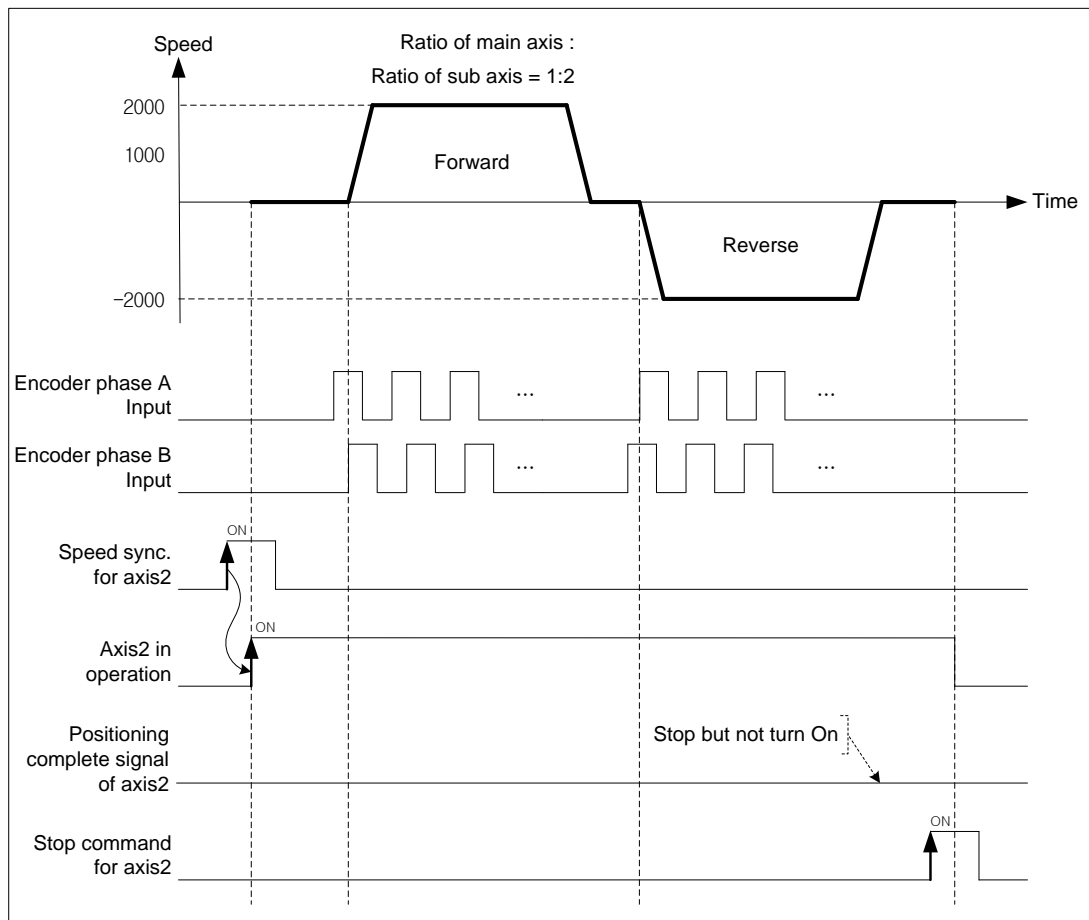 Speed
Ratio of main axis :
Ratio of sub axis = 1:2
2000
1000
Forward
Time
Reverse
−2000
Encoder phase A
Input
...
...
Encoder phase B
Input
...
...
Speed sync.
for axis2
ON
Axis2 in
operation
ON
Positioning
complete signal
of axis2
Stop but not turn On
Stop command
for axis2
ON